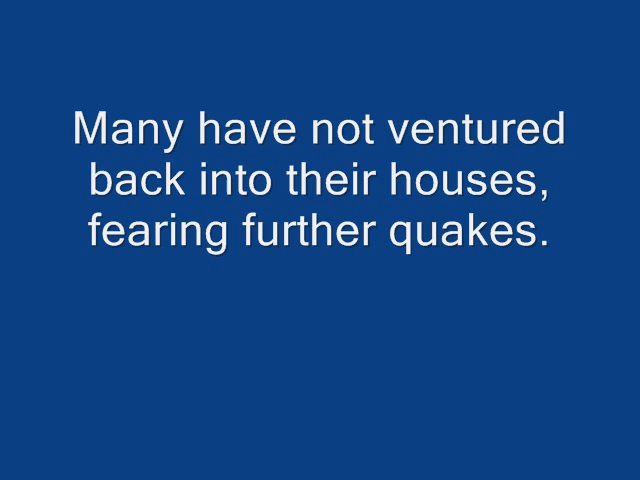 Many have not ventured
back into their houses,
fearing further quakes.